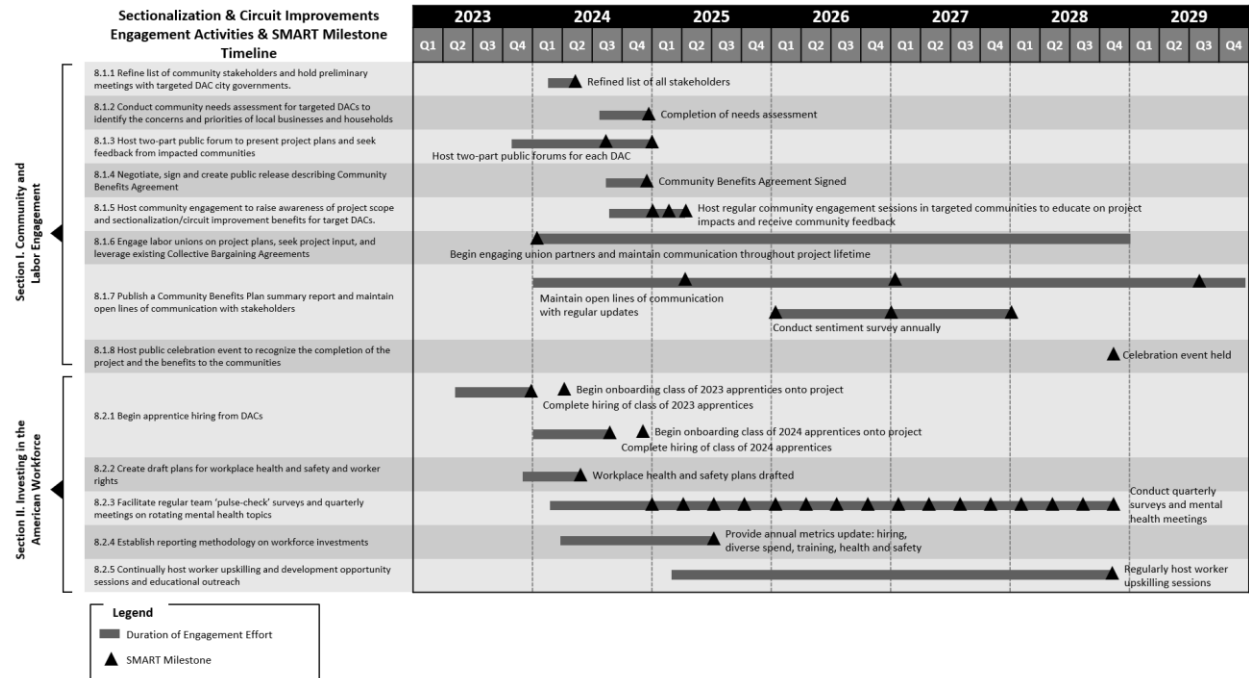 Sectionalization & Circuit Improvements
Engagement Activities & SMART Milestone
Timeline
2023 2024 2025 2026 2027 2028 2029
Q1 Q2 Q3 Q4 Q1 Q2 Q3 Q4 Q1 Q2 Q3 Q4 Q1 Q2 Q3 Q4 Q1 Q2 Q3 Q4 Q1 Q2 Q3 Q4 Q1 Q2 Q3 Q4
Section I. Community and
Labor Engagement
8.1.1 Refine list of community stakeholders and hold preliminary
meetings with targeted DAC city governments.
Refined list of all stakeholders
8.1.2 Conduct community needs assessment for targeted DACs to
identify the concerns and priorities of local businesses and households
Completion of needs assessment
8.1.3 Host two-part public forum to present project plans and seek
feedback from impacted communities
Host two-part public forums for each DAC
8.1.4 Negotiate, sign and create public release describing Community
Benefits Agreement
Community Benefits Agreement Signed
8.1.5 Host community engagement to raise awareness of project scope
and sectionalization/circuit improvement benefits for target DACs.
Host regular community engagement sessions in targeted communities to educate on project
impacts and receive community feedback
8.1.6 Engage labor unions on project plans, seek project input, and
leverage existing Collective Bargaining Agreements
Begin engaging union partners and maintain communication throughout project lifetime
8.1.7 Publish a Community Benefits Plan summary report and maintain
open lines of communication with stakeholders
Maintain open lines of communication
with regular updates
Conduct sentiment survey annually
8.1.8 Host public celebration event to recognize the completion of the
project and the benefits to the communities
Celebration event held
Section II. Investing in the
American Workforce
8.2.1 Begin apprentice hiring from DACs
Begin onboarding class of 2023 apprentices onto project
Complete hiring of class of 2023 apprentices
Begin onboarding class of 2024 apprentices onto project
Complete hiring of class of 2024 apprentices
8.2.2 Create draft plans for workplace health and safety and worker
rights
Workplace health and safety plans drafted
8.2.3 Facilitate regular team ‘pulse-check’ surveys and quarterly
meetings on rotating mental health topics
Conduct quarterly
surveys and mental
health meetings
8.2.4 Establish reporting methodology on workforce investments
Provide annual metrics update: hiring,
diverse spend, training, health and safety
8.2.5 Continually host worker upskilling and development opportunity
sessions and educational outreach
Regularly host worker
upskilling sessions
Legend
Duration of Engagement Effort
SMART Milestone